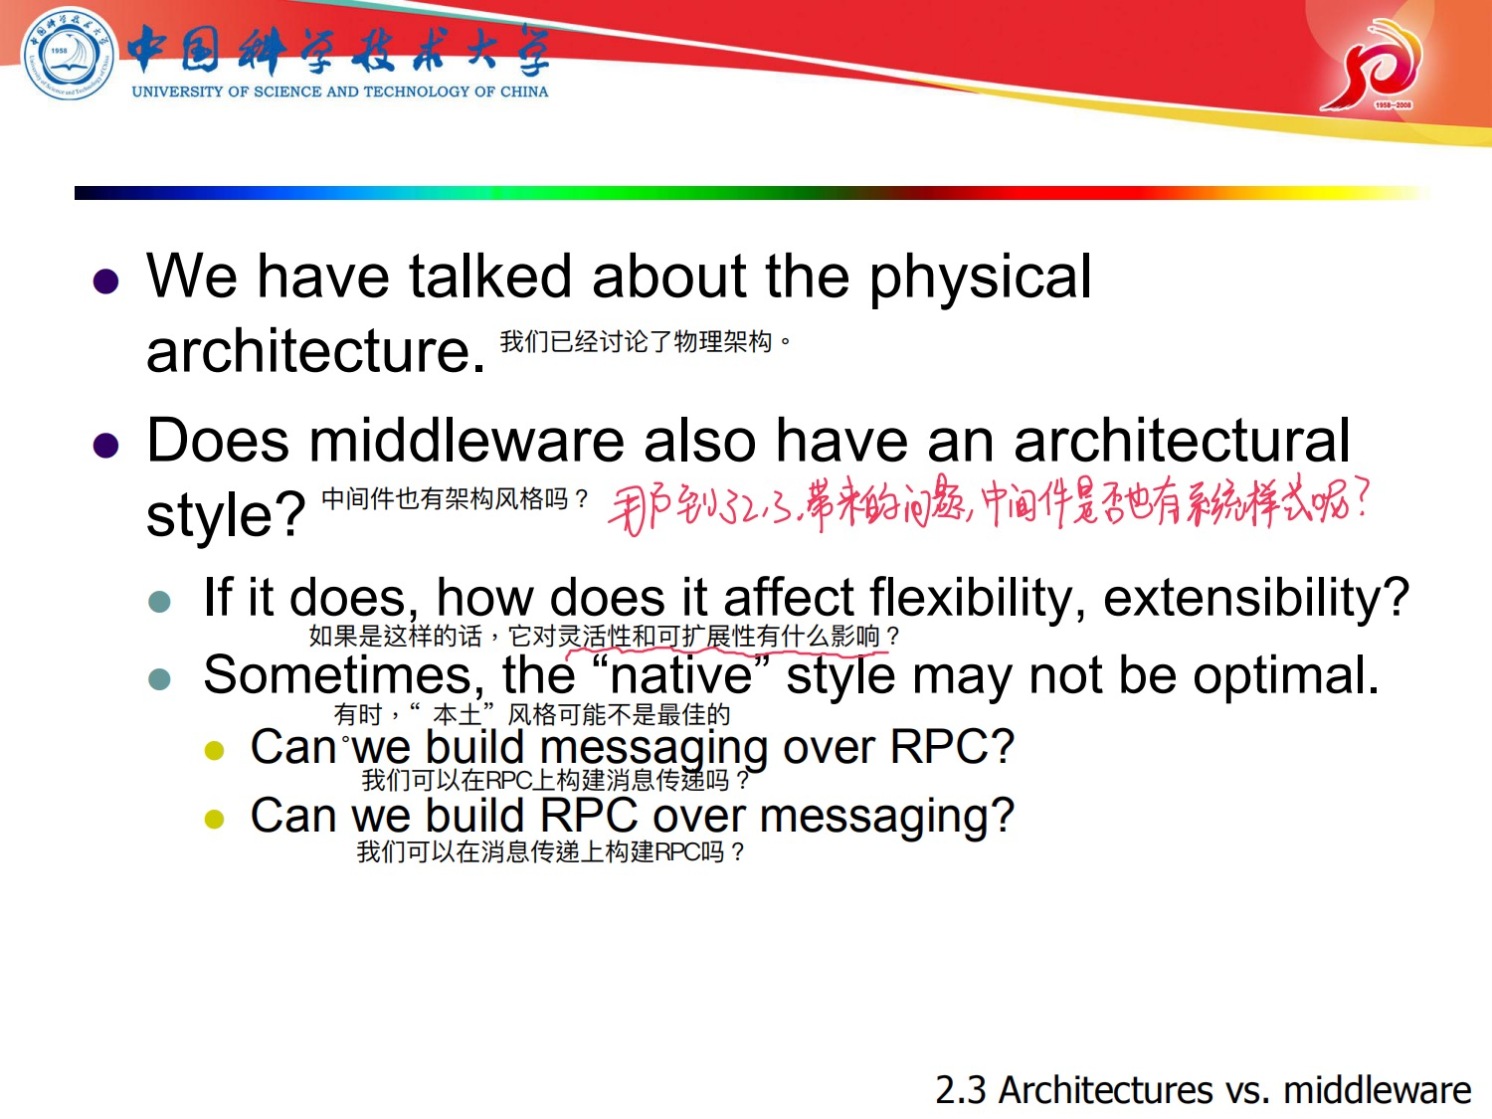 中国科学技术大学
UNIVERSITY OF SCIENCE AND TECHNOLOGY OF CHINA
1958
1958-2008
We have talked about the physical
architecture. 我们已经讨论了物理架构。
Does middleware also have an architectural
style? 中间件也有架构风格吗？ 用户到32,3.带来的问题,中间件是否也有系统样式呢?
If it does, how does it affect flexibility, extensibility?
如果是这样的话，它对灵活性和可扩展性有什么影响？
Sometimes, the “native” style may not be optimal.
有时，“ 本土”风格可能不是最佳的
。
Can we build messaging over RPC?
我们可以在RPC上构建消息传递吗？
Can we build RPC over messaging?
我们可以在消息传递上构建RPC吗？
2.3 Architectures vs. middleware